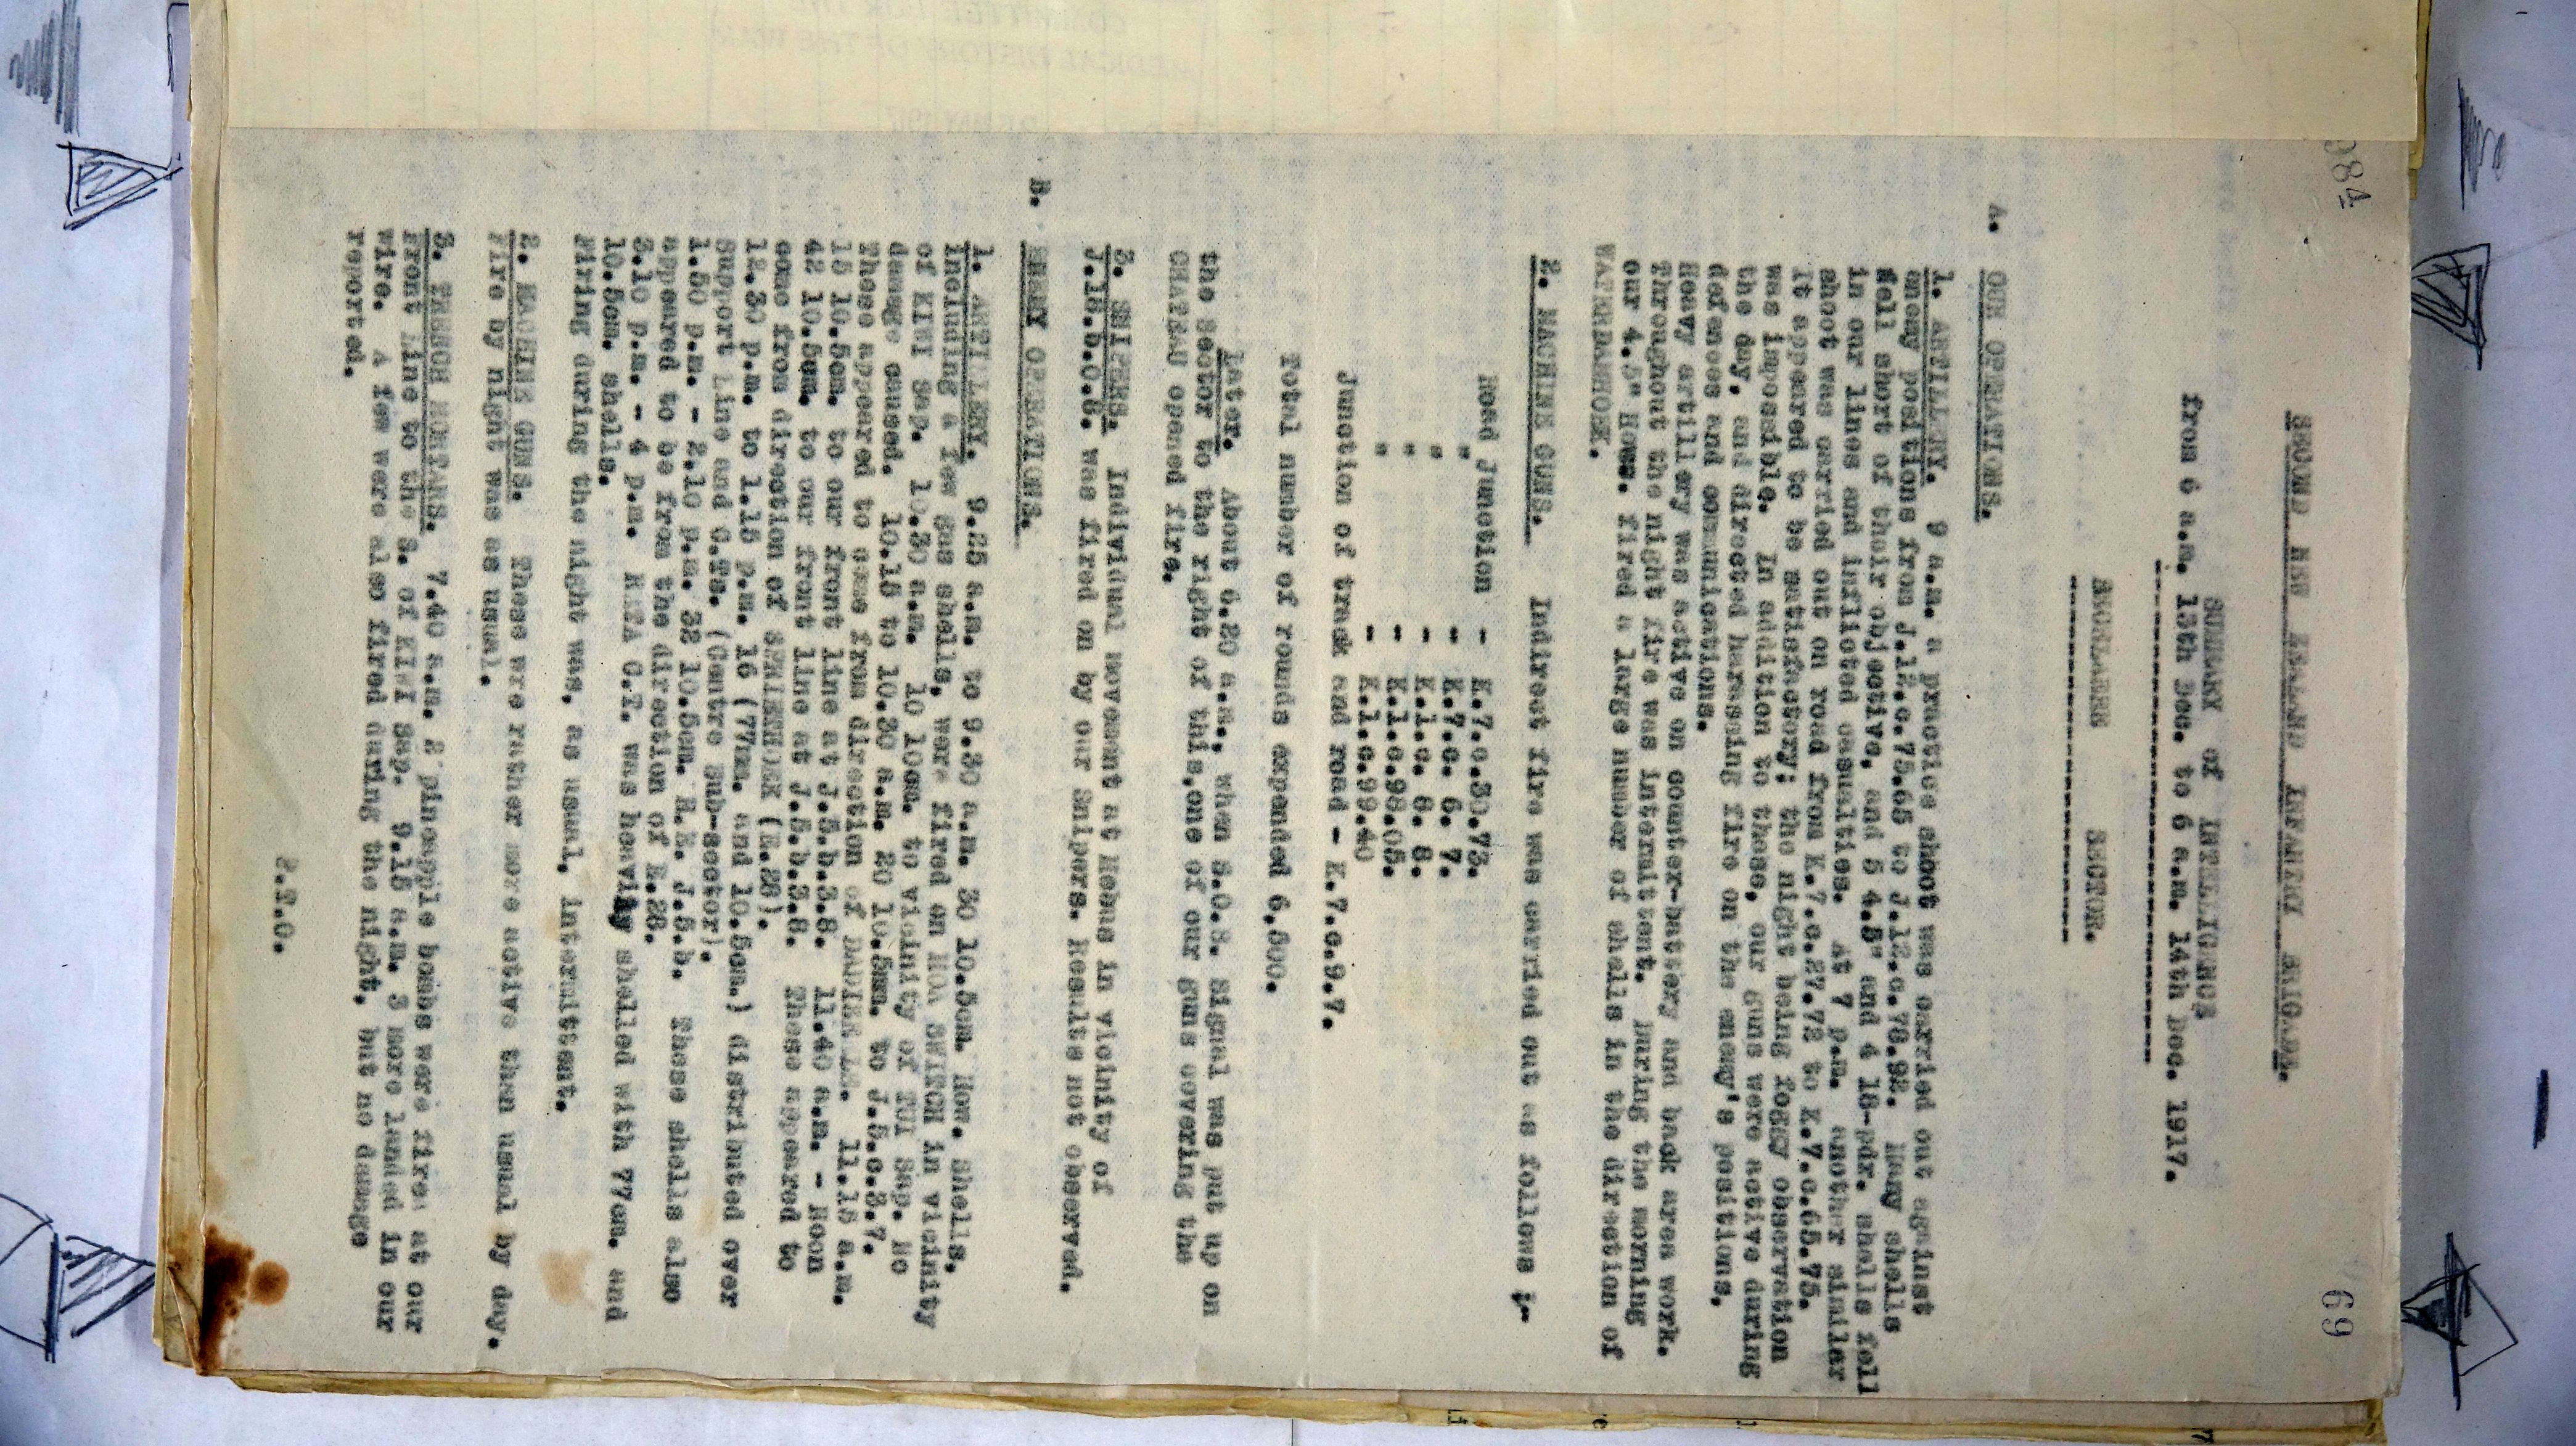 984
69
SECOND NEW ZEALAND INFANTRY BRIGADE.
SUMMARY of INTELLIGENCE
from 6 a.m. 13th Dec. to 6 a.m. 14th Dec. 1917.
BECELAERE SECTOR.
A. OUR OPERATIONS.
1. ARTILLERY. 9 a.m. a practice shoot was carried out against
enemy positions from J.12.c.75.65 to J.12.c.78.92. Many shells
fell short of their objective, and 5 4.5" and 4 18-pdr. shells fell
in our lines and inflicted casualties. At 7 p.m. another similar
shoot was carried out on road from K.7.c.27.72 to K.7.c.65.75.
It appeared to be satisfactory; the night being foggy observation
was impossible. In addition to these, our guns were active during
the day, and directed harassing fire on the enemy's positions,
defences and communications.
Heavy artillery was active on counter-battery and back area work.
Throughout the night fire was intermittent. During the morning
our 4.5" Hows. fired a large number of shells in the direction of
WATERDAMHOEK.
2. MACHINE GUNS. Indirect fire was carried out as follows :-
Road Junction - K.7.c.30.73.
" - K.7.c. 6. 7.
" - K.1.c. 8. 8.
" - K.1.c.98.05.
" - K.1.c.99.40
Junction of track and road - K.7.c.9.7.
Total number of rounds expended 6,500.
Later. About 6.20 a.m., when S.O.S. Signal was put up on
the sector to the right of this, one of our guns covering the
CHATEAU opened fire.
3. SNIPERS. Individual movement at Mebus in vicinity of
J.18.b.0.8. was fired on by our Snipers. Results not observed.
B. ENEMY OPERATIONS.
1. ARTILLERY. 9.25 a.m. to 9.30 a.m. 30 10.5cm. How. Shells,
including a few gas shells, were fired on MOA SWITCH in vicinity
of KIWI Sap. 10.30 a.m. 10 10cm. to vicinity of TUI Sap. No
damage caused. 10.15 to 10.30 a.m. 20 10.5mm. to J.5.c.3.7.
These appeared to come from direction of DADIZEELE. 11.15 a.m.
15 10.5cm. to our front line at J.5.b.3.8. 11.40 a.m. - Noon
42 10.5cm. to our front line at J.5.b.3.8. These appeared to
come from direction of SPRIETHOEK (E.28).
12.30 p.m. to 1.15 p.m. 16 (77mm. and 10.5cm.) distributed over
Support Line and C.Ts. (Centre Sub-sector).
1.50 p.m. - 2.10 p.m. 32 10.5cm. H.E. J.5.b. These shells also
appeared to be from the direction of E.28.
3.10 p.m. - 4 p.m. RATA C.T. was heavily shelled with 77cm. and
10.5cm. shells.
Firing during the night was, as usual, intermittent.
2. MACHINE GUNS. These wre rather more active than usual by day.
Fire by night was as usual.
3. TRENCH MORTARS. 7.40 a.m. 2 pineapple bombs were fired at our
Front Line to the S. of KIWI Sap. 9.15 a.m. 3 more landed in our
wire. A few were also fired during the night, but no damage
reported.
P.T.O.